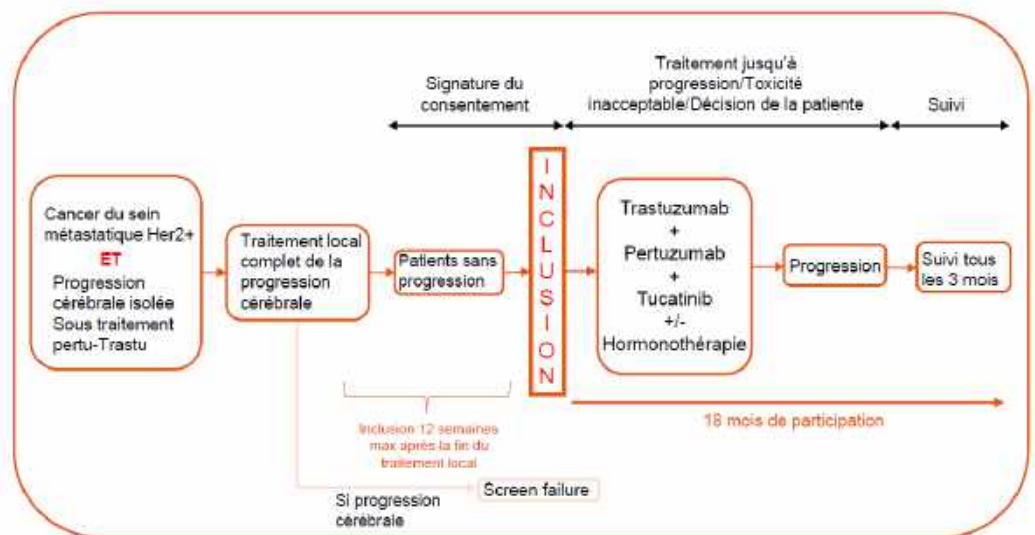 Signature du
consentement
Traitement jusqu'à
progression/Toxicité
inacceptable/Décision de la patiente
Suivi
Cancer du sein
métastatique Her2+
ET
Progression
cérébrale isolée
Sous traitement
pertu-Trastu
Traitement local
complet de la
progression
cérébrale
Patients sans
progression
INCLUSION
Trastuzumab
+
Pertuzumab
+
Tucatinib
+/-
Hormonothérapie
Progression
Suivi tous
les 3 mois
Inclusion 12 semaines
max après la fin du
traitement local
18 mois de participation
Si progression
cérébrale
Screen failure